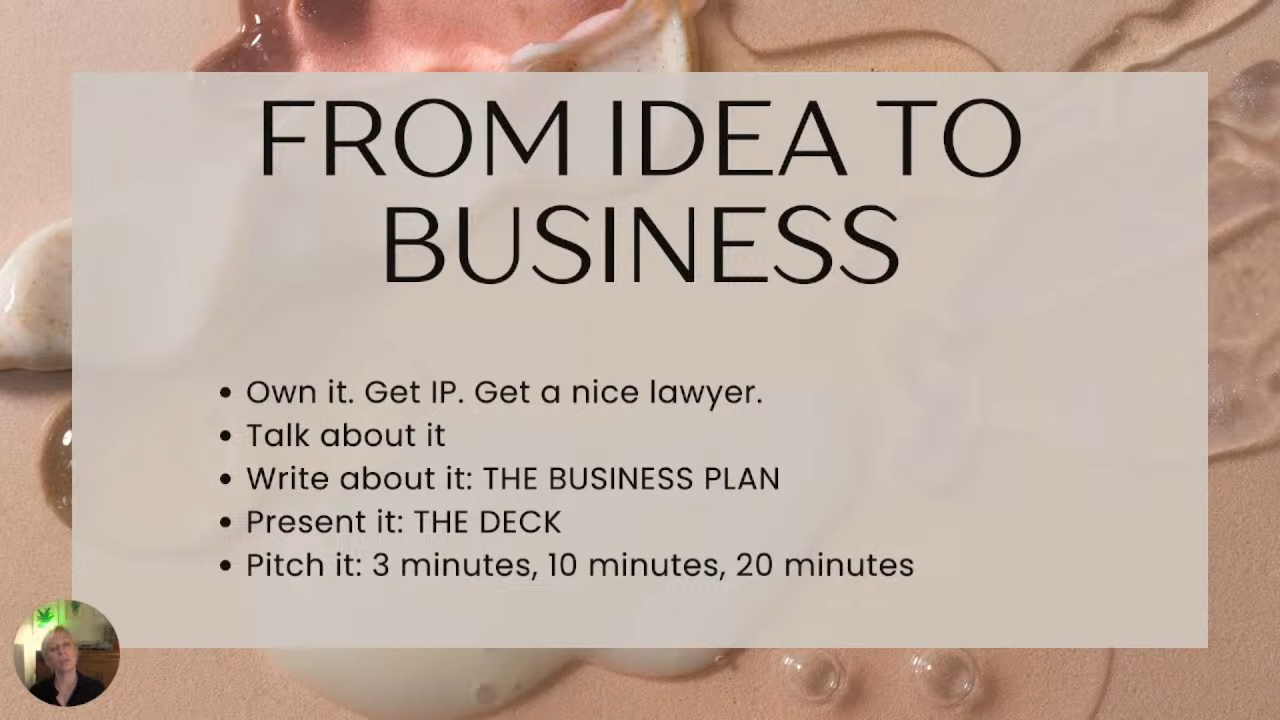 FROM IDEA TO
BUSINESS
• Own it. Get IP. Get a nice lawyer.
• Talk about it
• Write about it: THE BUSINESS PLAN
• Present it: THE DECK
• Pitch it: 3 minutes, 10 minutes, 20 minutes